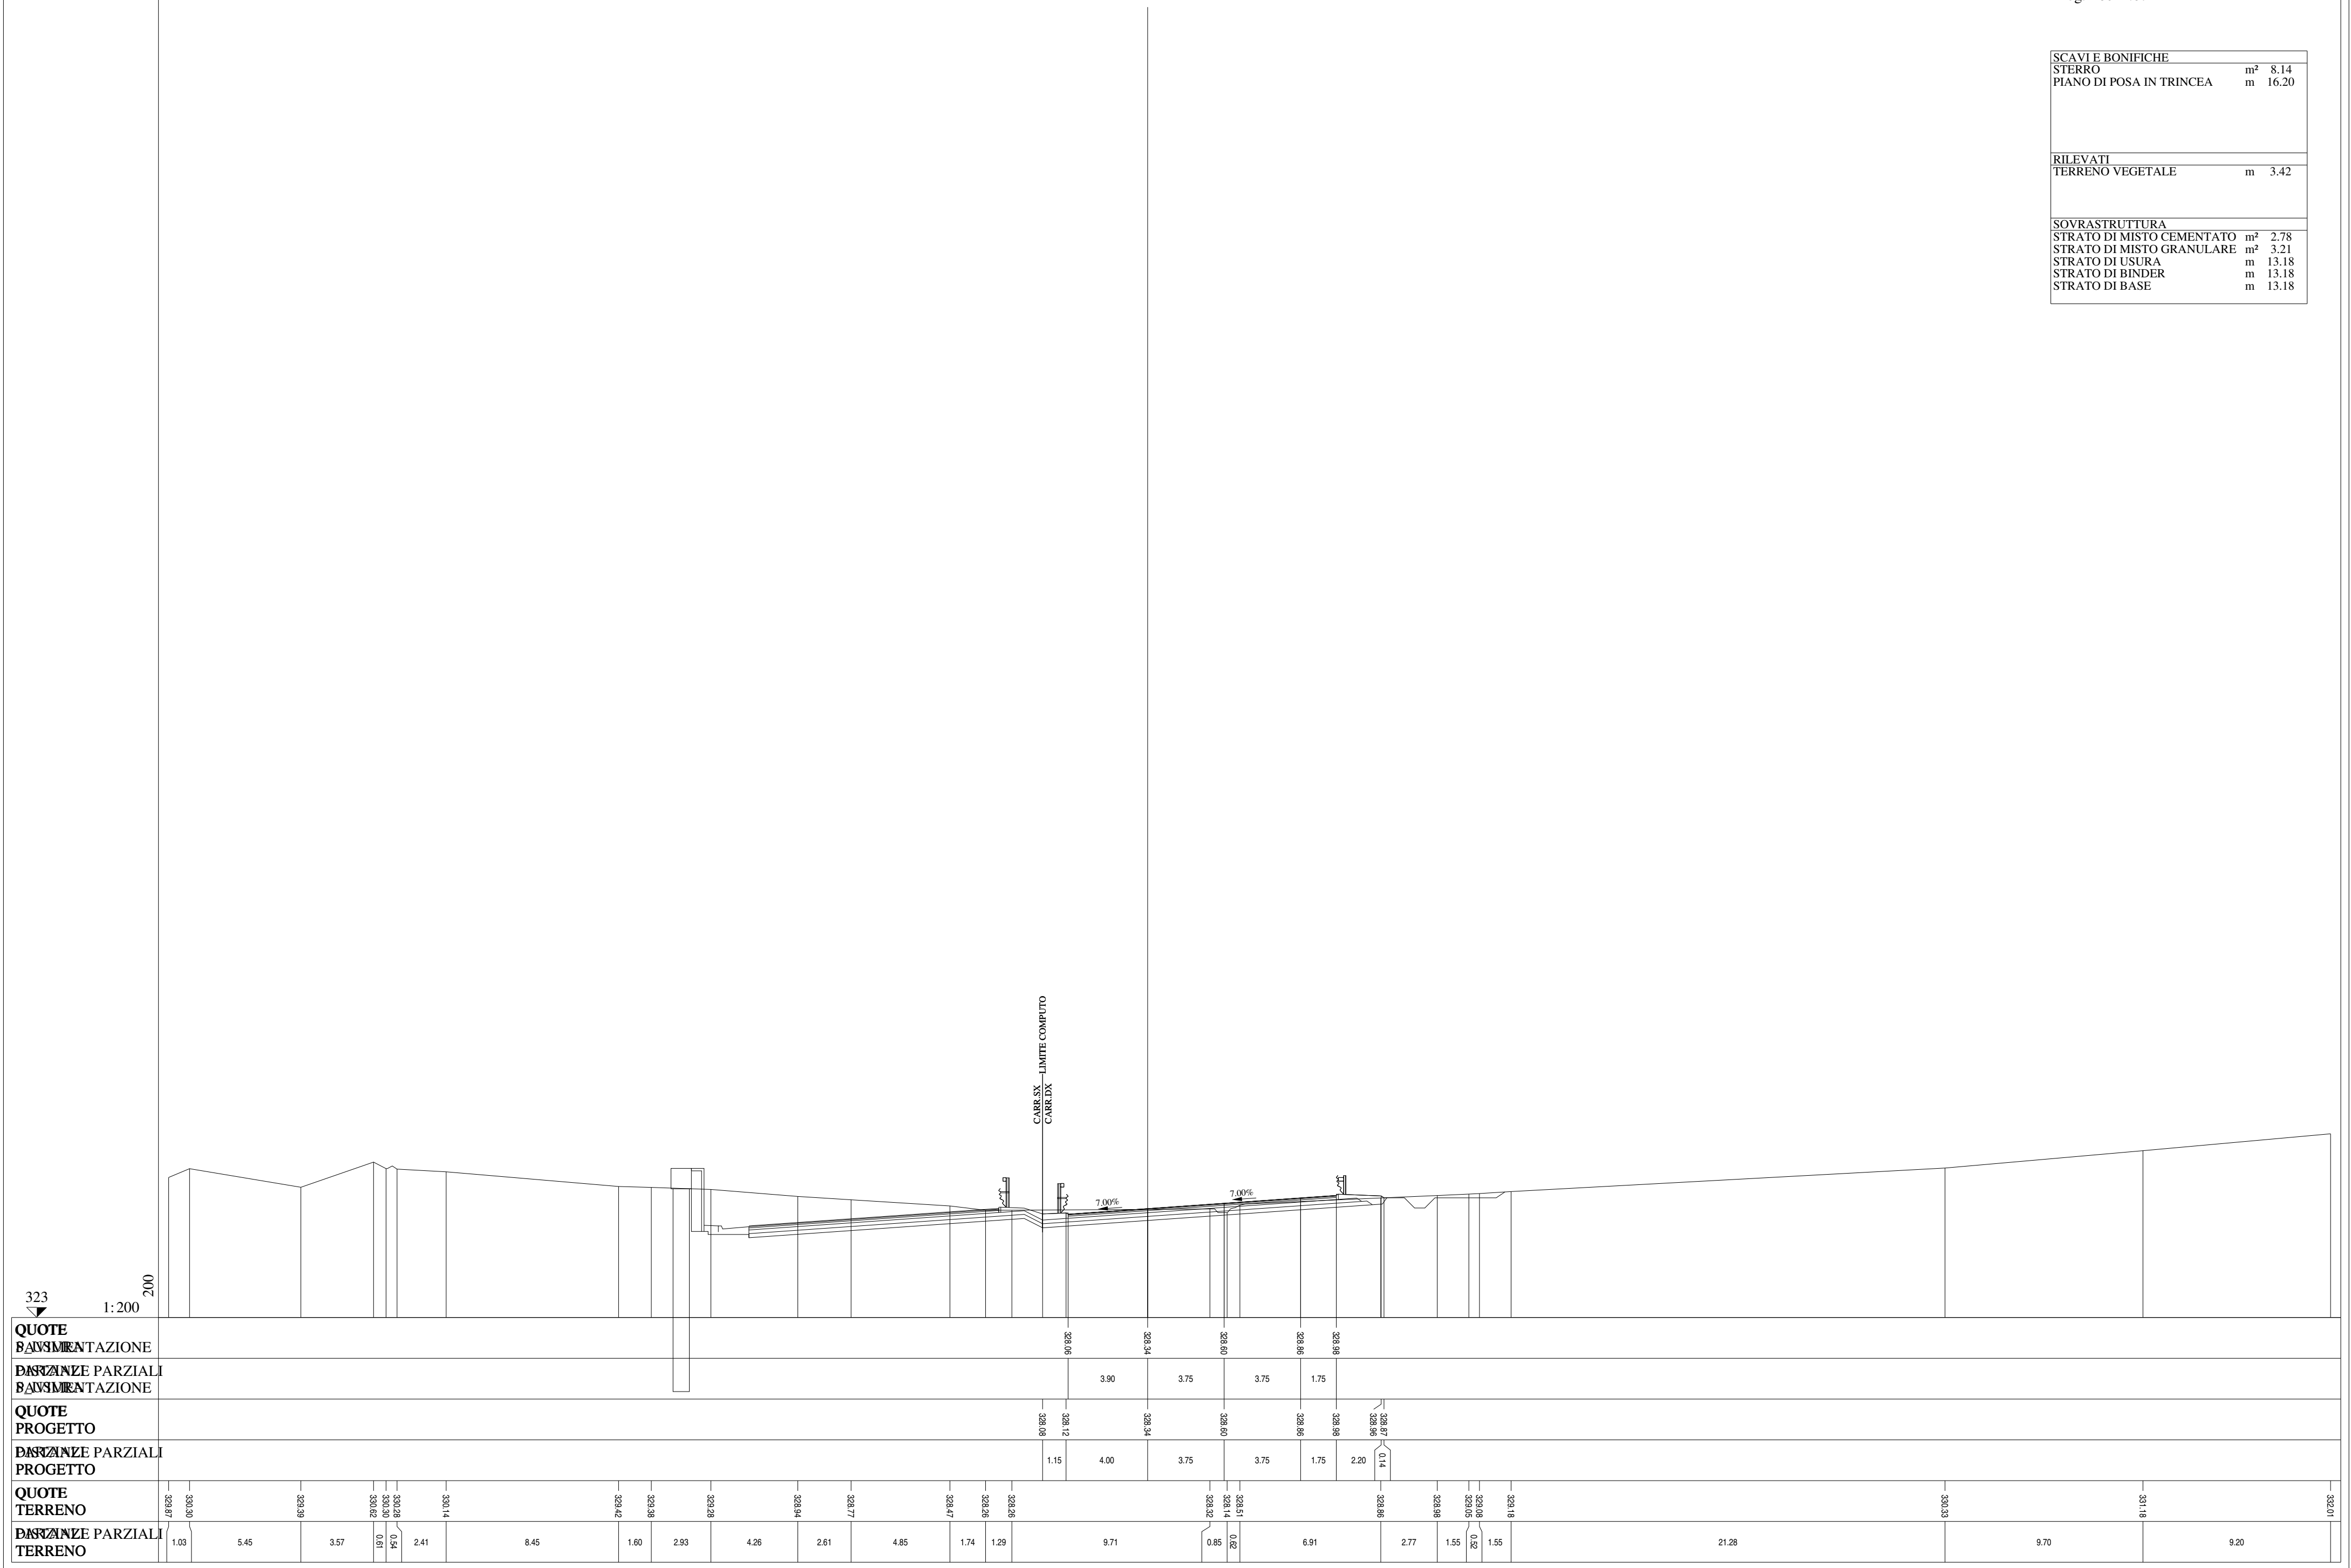 SCAVI E BONIFICHE
STERRO m² 8.14
PIANO DI POSA IN TRINCEA m 16.20
RILEVATI
TERRENO VEGETALE m 3.42
SOVRASTRUTTURA
STRATO DI MISTO CEMENTATO m² 2.78
STRATO DI MISTO GRANULARE m² 3.21
STRATO DI USURA m 13.18
STRATO DI BINDER m 13.18
STRATO DI BASE m 13.18
LIMITE COMPUTO
CARR.SX
CARR.DX
7.00% 7.00%
200
323
1:200
QUOTE
PAVIMENTAZIONE
328.06 328.34 328.60 328.86 328.98
DISTANZE PARZIALI
PAVIMENTAZIONE
3.90 3.75 3.75 1.75
QUOTE
PROGETTO
328.08 328.12 328.34 328.60 328.86 328.98 328.96 328.87
DISTANZE PARZIALI
PROGETTO
1.15 4.00 3.75 3.75 1.75 2.20 0.14
QUOTE
TERRENO
329.87 330.30 329.39 330.62 330.30 330.28 330.14 329.42 329.38 329.28 328.94 328.77 328.47 328.26 328.26 328.32 328.14 328.51 328.86 328.98 329.05 329.08 329.18 330.33 331.18 332.01
DISTANZE PARZIALI
TERRENO
1.03 5.45 3.57 0.61 0.54 2.41 8.45 1.60 2.93 4.26 2.61 4.85 1.74 1.29 9.71 0.85 0.62 6.91 2.77 1.55 0.52 1.55 21.28 9.70 9.20